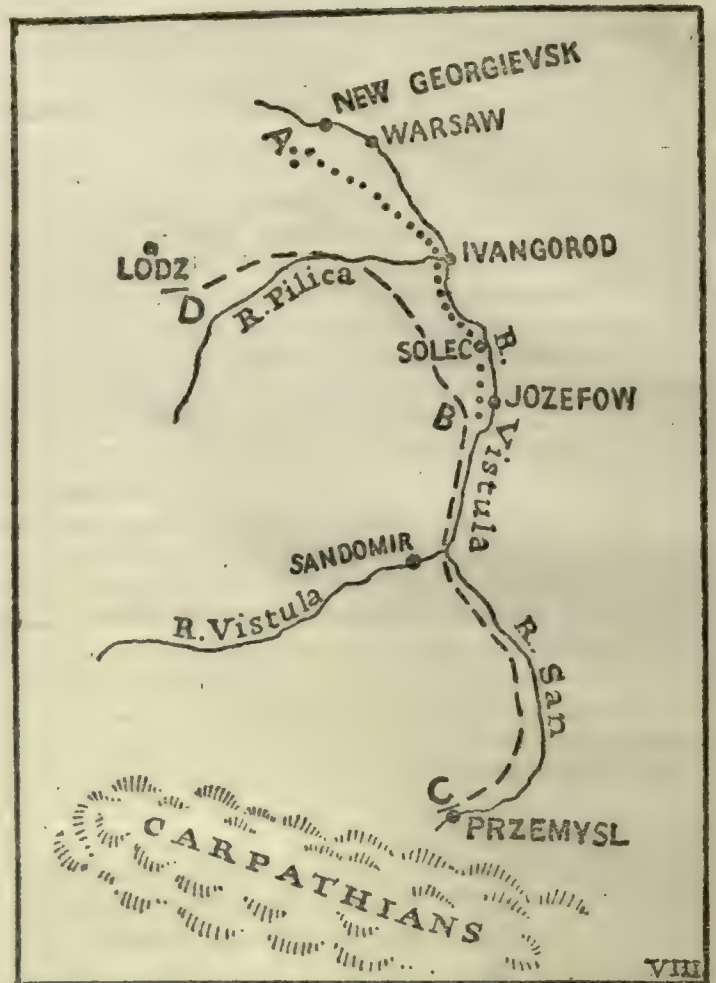 NEW GEORGIEVSK
WARSAW
A
IVANGOROD
LODZ
D
R. Pilica
SOLEC
R. Vistula
B
JOZEFOW
SANDOMIR
R. Vistula
R. San
C
PRZEMYSL
CARPATHIANS
VIII